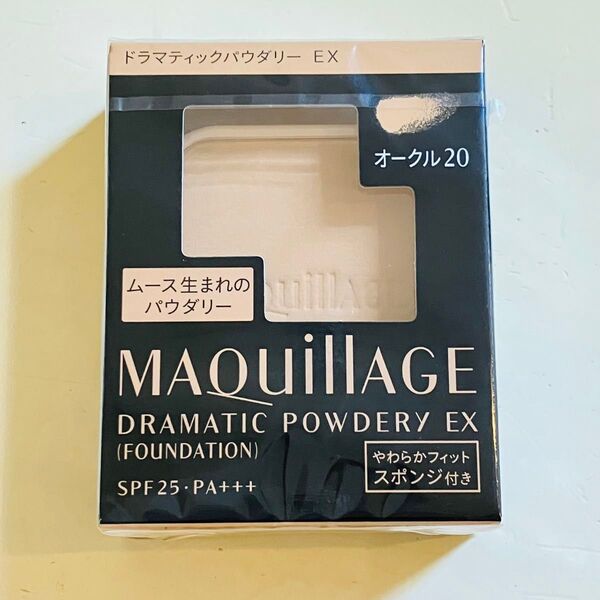 ドラマティックパウダリー EX
オークル20
ムース生まれの
パウダリー
MAQuillAGE
DRAMATIC POWDERY EX
(FOUNDATION)
SPF25・PA+++
やわらかフィット
スポンジ付き